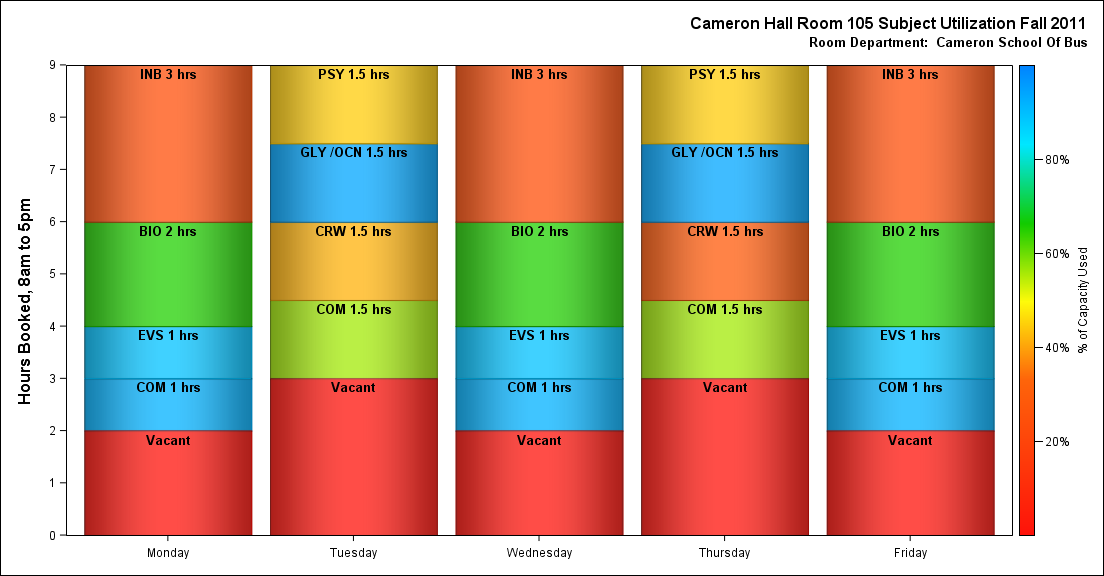 Cameron Hall Room 105 Subject Utilization Fall 2011
Room Department:  Cameron School Of Bus
Hours Booked, 8am to 5pm
9
8
7
6
5
4
3
2
1
0
INB 3 hrs
BIO 2 hrs
EVS 1 hrs
COM 1 hrs
Vacant
Monday
PSY 1.5 hrs
GLY /OCN 1.5 hrs
CRW 1.5 hrs
COM 1.5 hrs
Vacant
Tuesday
INB 3 hrs
BIO 2 hrs
EVS 1 hrs
COM 1 hrs
Vacant
Wednesday
PSY 1.5 hrs
GLY /OCN 1.5 hrs
CRW 1.5 hrs
COM 1.5 hrs
Vacant
Thursday
INB 3 hrs
BIO 2 hrs
EVS 1 hrs
COM 1 hrs
Vacant
Friday
80%
60%
40%
20%
% of Capacity Used